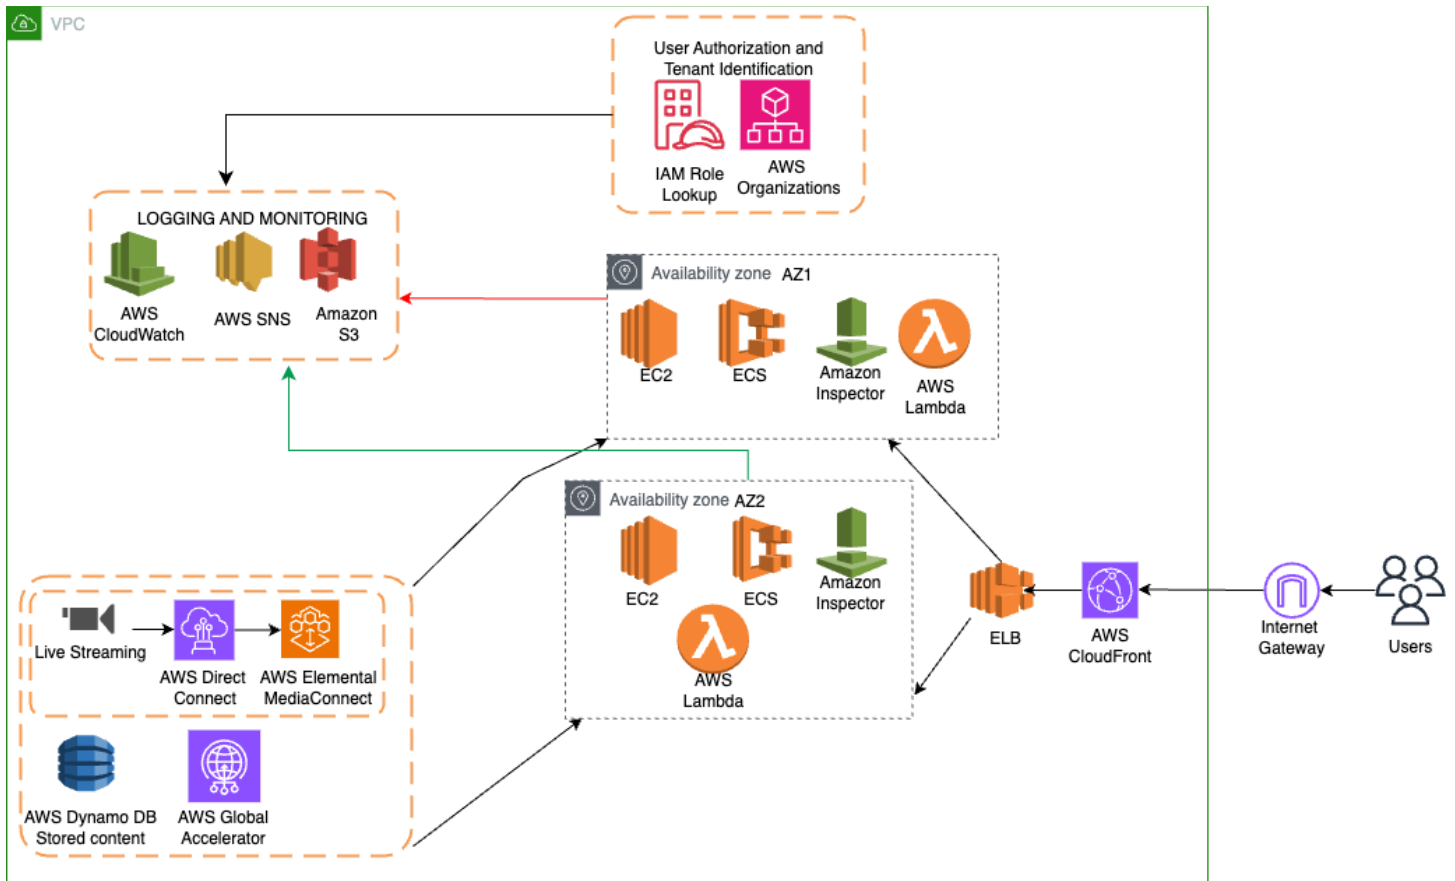 VPC
User Authorization and
Tenant Identification
IAM Role
Lookup
AWS
Organizations
LOGGING AND MONITORING
AWS
CloudWatch
AWS SNS
Amazon
S3
Availability zone AZ1
EC2
ECS
Amazon
Inspector
AWS
Lambda
Availability zone AZ2
EC2
ECS
Amazon
Inspector
AWS
Lambda
Live Streaming
AWS Direct
Connect
AWS Elemental
MediaConnect
AWS Dynamo DB
Stored content
AWS Global
Accelerator
ELB
AWS
CloudFront
Internet
Gateway
Users